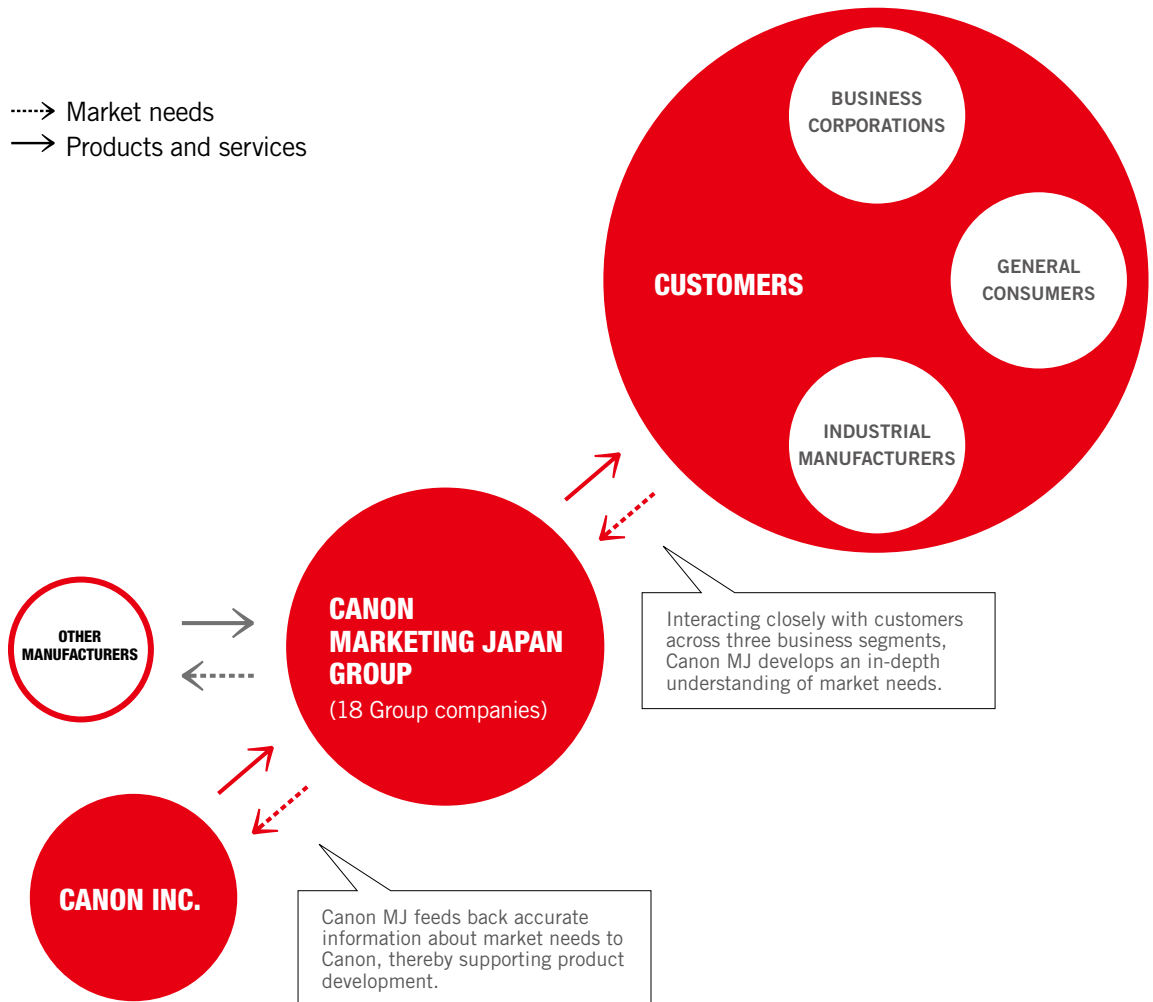 Market needs
Products and services
BUSINESS
CORPORATIONS
GENERAL
CONSUMERS
CUSTOMERS
INDUSTRIAL
MANUFACTURERS
OTHER
MANUFACTURERS
CANON
MARKETING JAPAN
GROUP
(18 Group companies)
Interacting closely with customers
across three business segments,
Canon MJ develops an in-depth
understanding of market needs.
CANON INC.
Canon MJ feeds back accurate
information about market needs to
Canon, thereby supporting product
development.